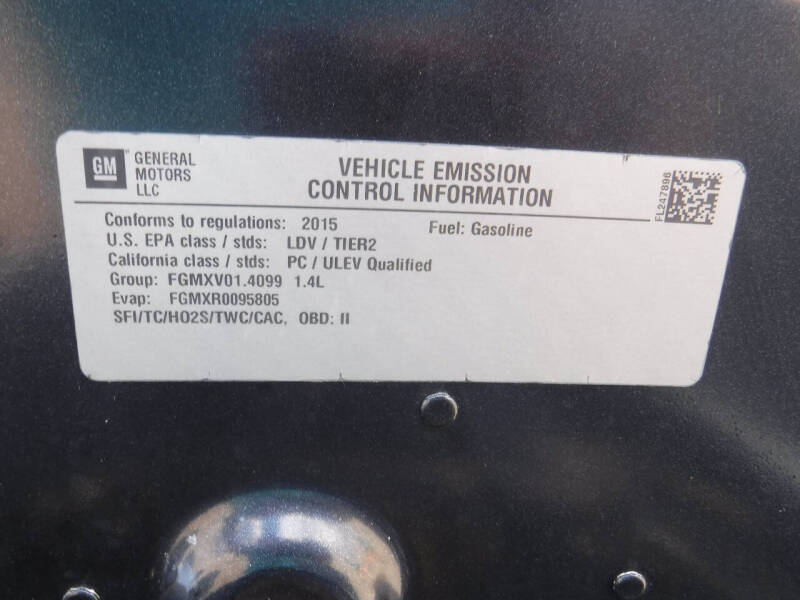 GM
GENERAL
MOTORS
LLC
VEHICLE EMISSION
CONTROL INFORMATION
FL247896
Conforms to regulations: 2015 Fuel: Gasoline
U.S. EPA class / stds: LDV / TIER2
California class / stds: PC / ULEV Qualified
Group: FGMXV01.4099 1.4L
Evap: FGMXR0095805
SFI/TC/HO2S/TWC/CAC, OBD: II